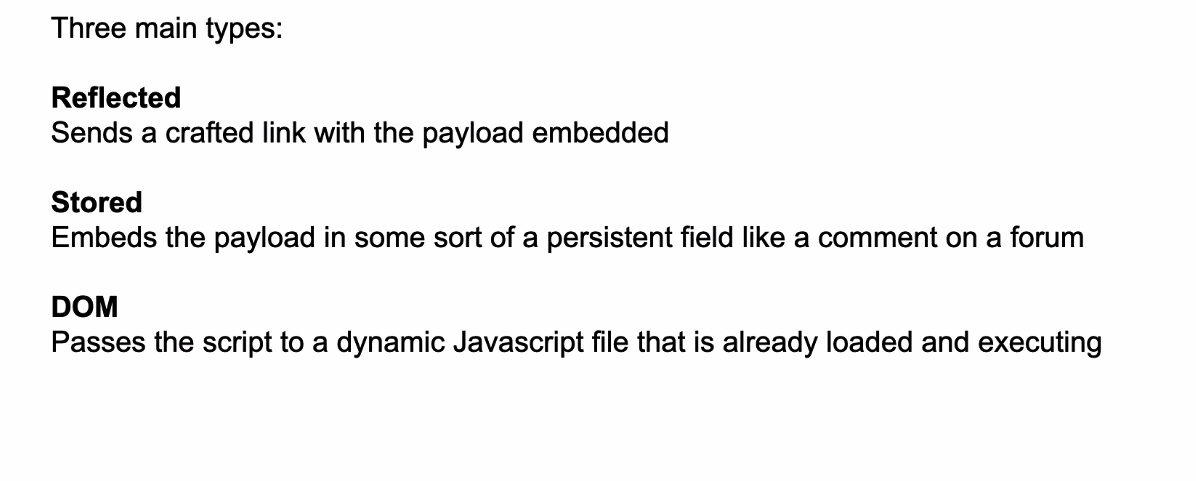 Three main types:
Reflected
Sends a crafted link with the payload embedded
Stored
Embeds the payload in some sort of a persistent field like a comment on a forum
DOM
Passes the script to a dynamic Javascript file that is already loaded and executing